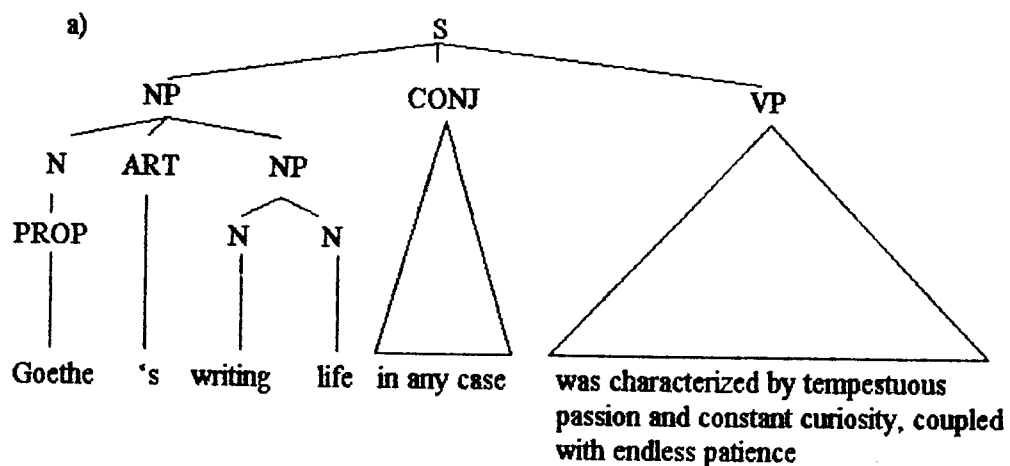 a)
S
NP CONJ VP
N ART NP
PROP N N
Goethe 's writing life in any case was characterized by tempestuous
passion and constant curiosity, coupled
with endless patience